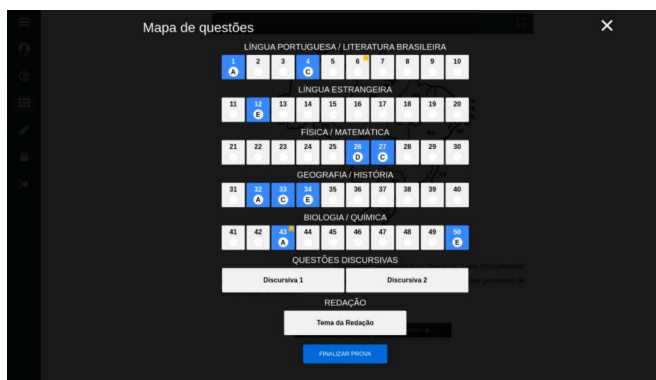 Mapa de questões
LÍNGUA PORTUGUESA / LITERATURA BRASILEIRA
1 2 3 4 5 6 7 8 9 10
A C
LÍNGUA ESTRANGEIRA
11 12 13 14 15 16 17 18 19 20
E
FÍSICA / MATEMÁTICA
21 22 23 24 25 26 27 28 29 30
D C
GEOGRAFIA / HISTÓRIA
31 32 33 34 35 36 37 38 39 40
A C E
BIOLOGIA / QUÍMICA
41 42 43 44 45 46 47 48 49 50
A E
QUESTÕES DISCURSIVAS
Discursiva 1 Discursiva 2
REDAÇÃO
Tema da Redação
FINALIZAR PROVA